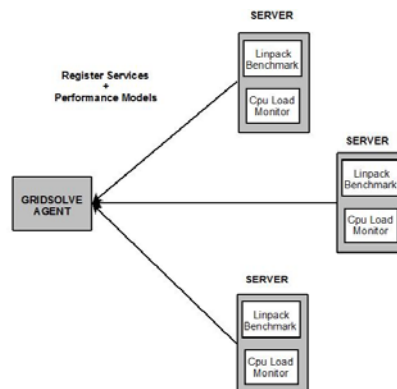 SERVER
Linpack
Benchmark
Cpu Load
Monitor
Register Services
+
Performance Models
SERVER
Linpack
Benchmark
Cpu Load
Monitor
GRIDSOLVE
AGENT
SERVER
Linpack
Benchmark
Cpu Load
Monitor